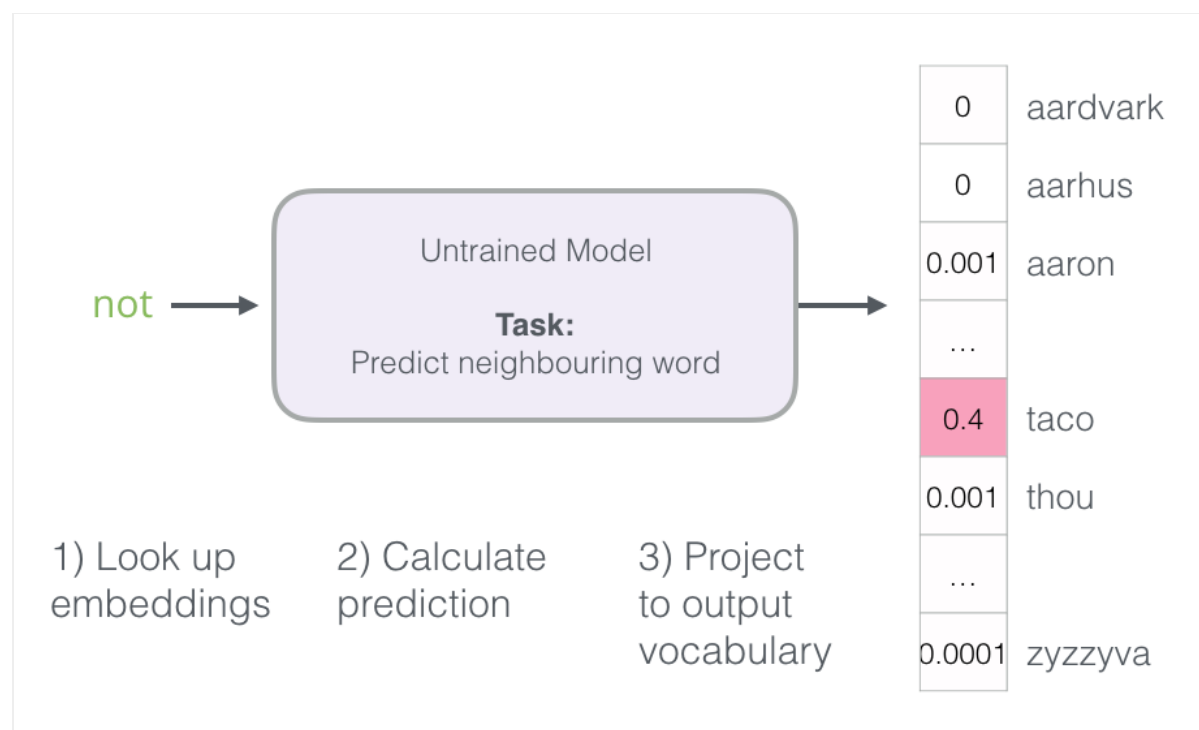 0 aardvark
0 aarhus
0.001 aaron
...
0.4 taco
0.001 thou
...
0.0001 zyzzyva
not
Untrained Model
Task:
Predict neighbouring word
1) Look up
embeddings
2) Calculate
prediction
3) Project
to output
vocabulary